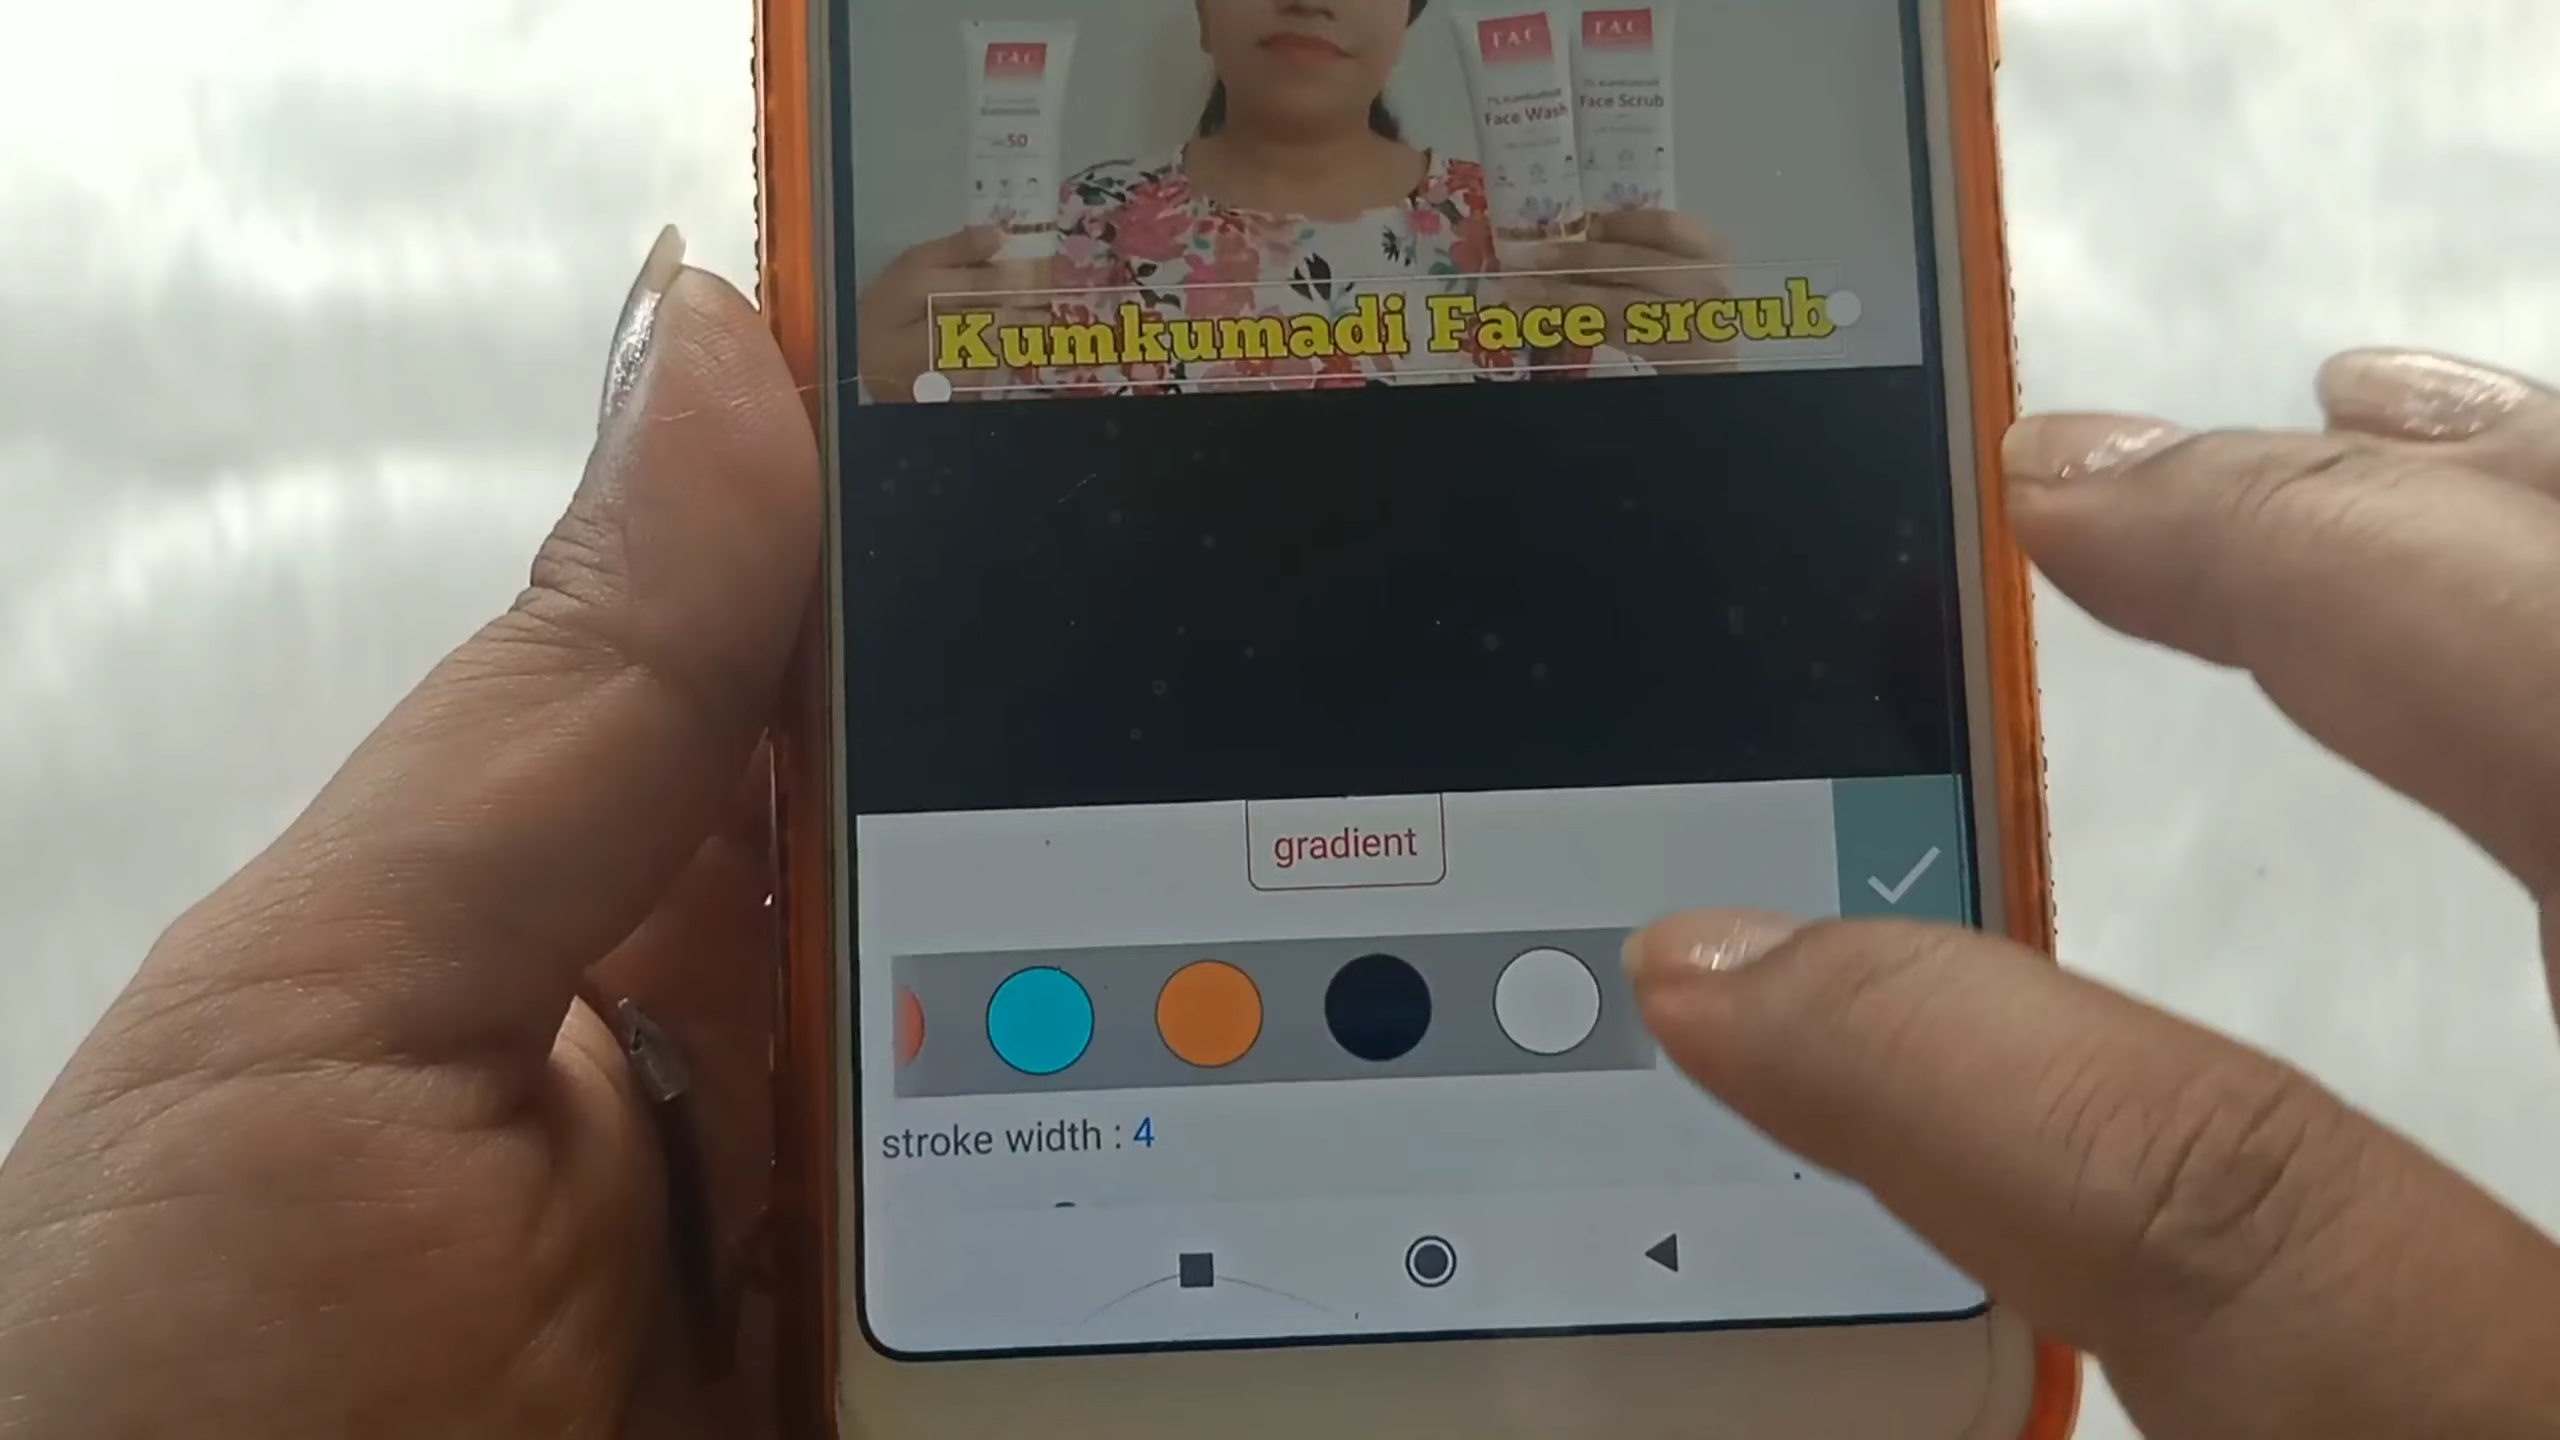 TAC
50
TAC
Face Wash
TAC
Face Scrub
Kumkumadi Face srcub
gradient
stroke width : 4